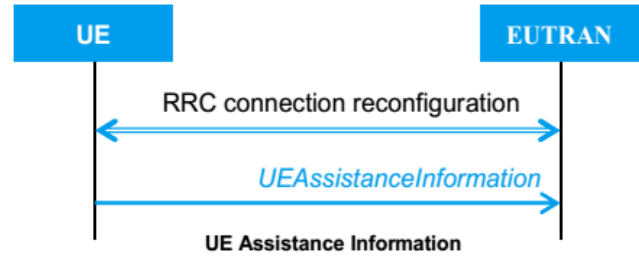 UE
EUTRAN
RRC connection reconfiguration
UEAssistanceInformation
UE Assistance Information